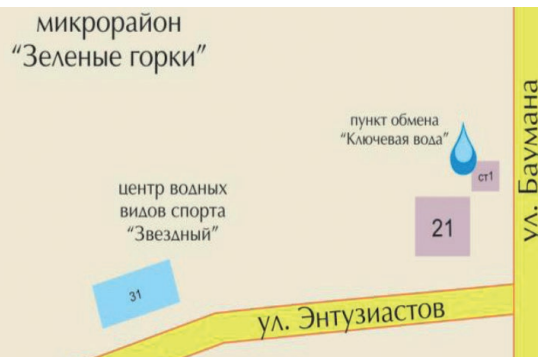 микрорайон
“Зеленые горки”
пункт обмена
“Ключевая вода”
ст1
ул. Баумана
центр водных
видов спорта
“Звездный”
21
31
ул. Энтузиастов